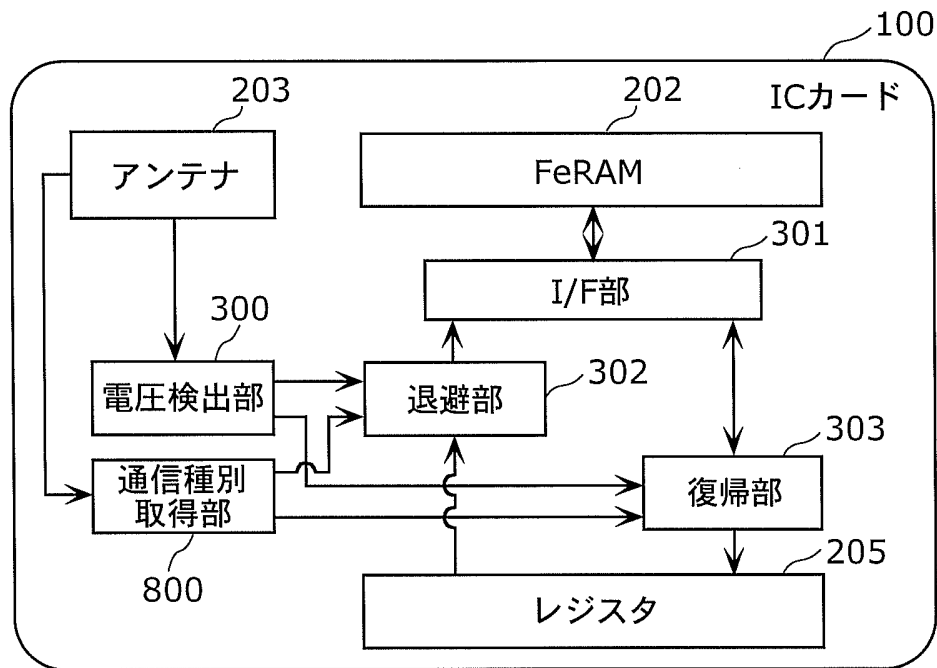 100
ICカード
203
202
アンテナ
FeRAM
301
I/F部
300
電圧検出部
退避部
302
303
通信種別
取得部
復帰部
800
205
レジスタ